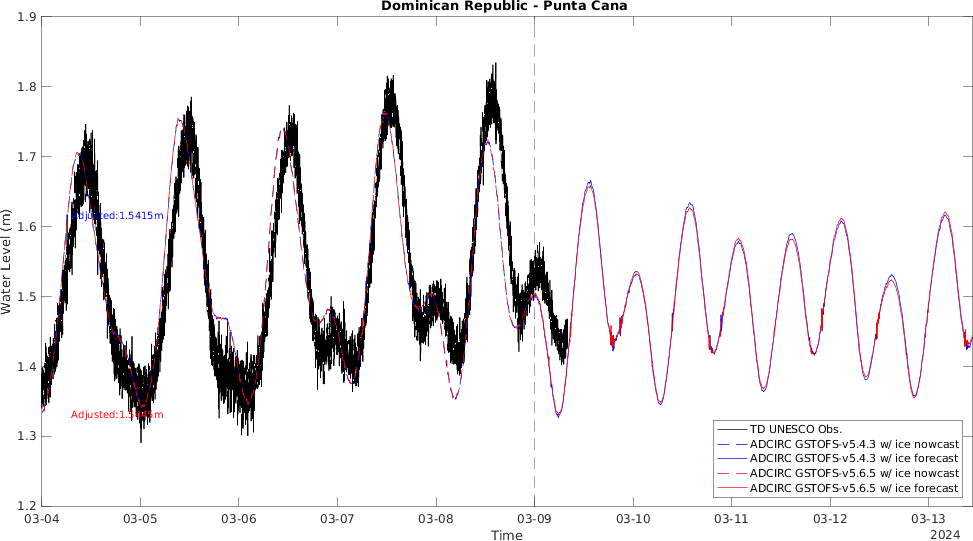 Dominican Republic - Punta Cana
1.9
1.8
1.7
1.6
1.5
1.4
1.3
1.2
Water Level (m)
Adjusted:1.5415m
03-04
03-05
03-06
03-07
03-08
03-09
03-10
03-11
03-12
03-13
Time
2024
TD UNESCO Obs.
ADCIRC GSTOFS-v5.4.3 w/ ice nowcast
ADCIRC GSTOFS-v5.4.3 w/ ice forecast
ADCIRC GSTOFS-v5.6.5 w/ ice nowcast
ADCIRC GSTOFS-v5.6.5 w/ ice forecast